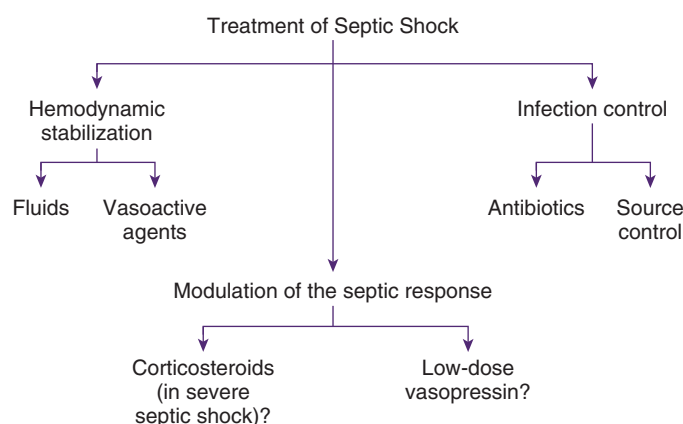 Treatment of Septic Shock
Hemodynamic
stabilization
Infection control
Fluids
Vasoactive
agents
Antibiotics
Source
control
Modulation of the septic response
Corticosteroids
(in severe
septic shock)?
Low-dose
vasopressin?